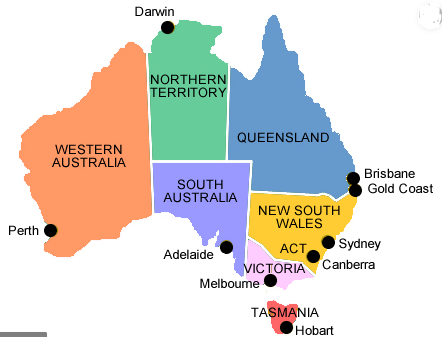 Darwin
NORTHERN
TERRITORY
QUEENSLAND
WESTERN
AUSTRALIA
Brisbane
Gold Coast
SOUTH
AUSTRALIA
NEW SOUTH
WALES
Perth
Sydney
ACT
Adelaide
Canberra
VICTORIA
Melbourne
TASMANIA
Hobart